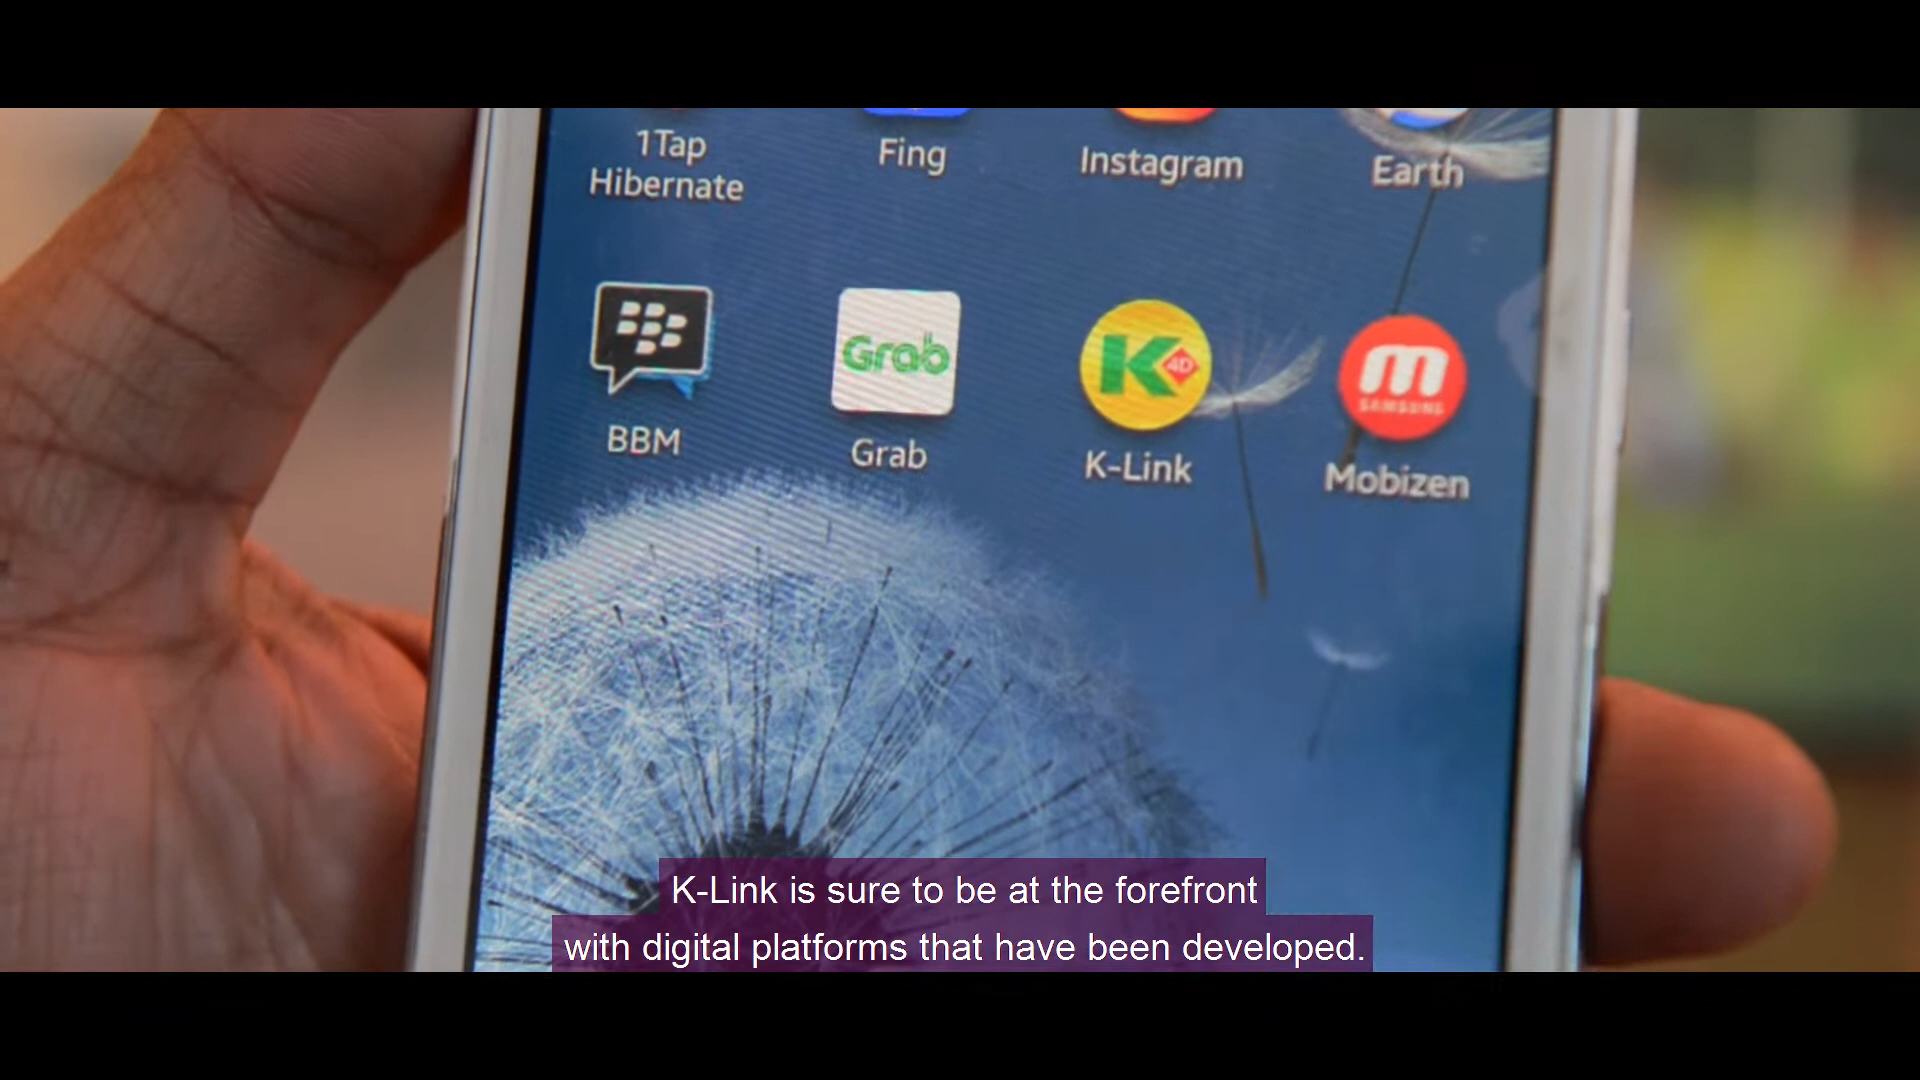 1Tap
Hibernate
Fing
Instagram
Earth
Grab
K 4D
m
SAMSUNG
BBM
Grab
K-Link
Mobizen
K-Link is sure to be at the forefront
with digital platforms that have been developed.